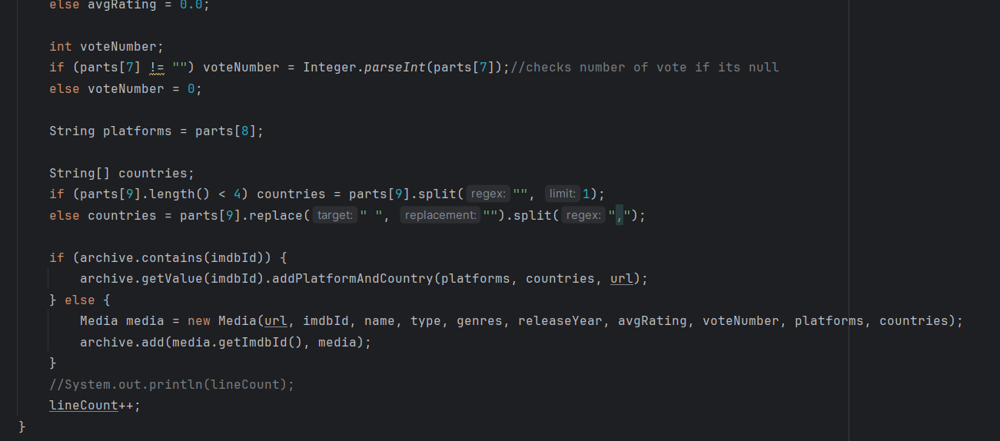 else avgRating = 0.0;
int voteNumber;
if (parts[7] != "") voteNumber = Integer.parseInt(parts[7]);//checks number of vote if its null
else voteNumber = 0;
String platforms = parts[8];
String[] countries;
if (parts[9].length() < 4) countries = parts[9].split( regex: "", limit: 1);
else countries = parts[9].replace( target: " ", replacement: "").split( regex: ",");
if (archive.contains(imdbId)) {
archive.getValue(imdbId).addPlatformAndCountry(platforms, countries, url);
} else {
Media media = new Media(url, imdbId, name, type, genres, releaseYear, avgRating, voteNumber, platforms, countries);
archive.add(media.getImdbId(), media);
}
//System.out.println(lineCount);
lineCount++;
}